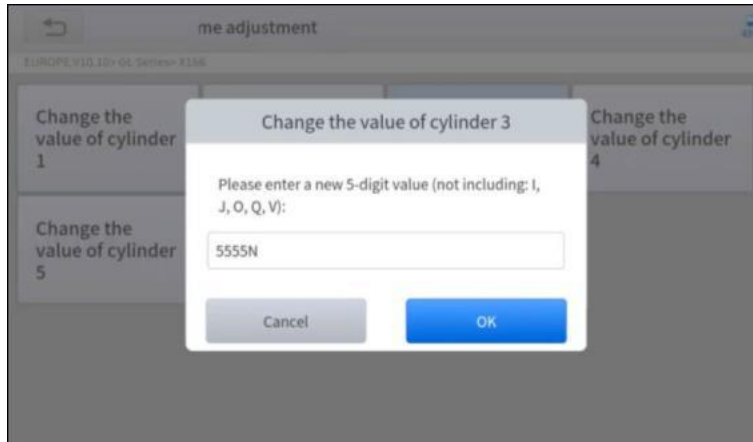 me adjustment
EUROPE V10.10> GL Series> #166
Change the
value of cylinder
1
Change the
value of cylinder
4
Change the
value of cylinder
5
Change the value of cylinder 3
Please enter a new 5-digit value (not including: I,
J, O, Q, V):
5555N
Cancel
OK